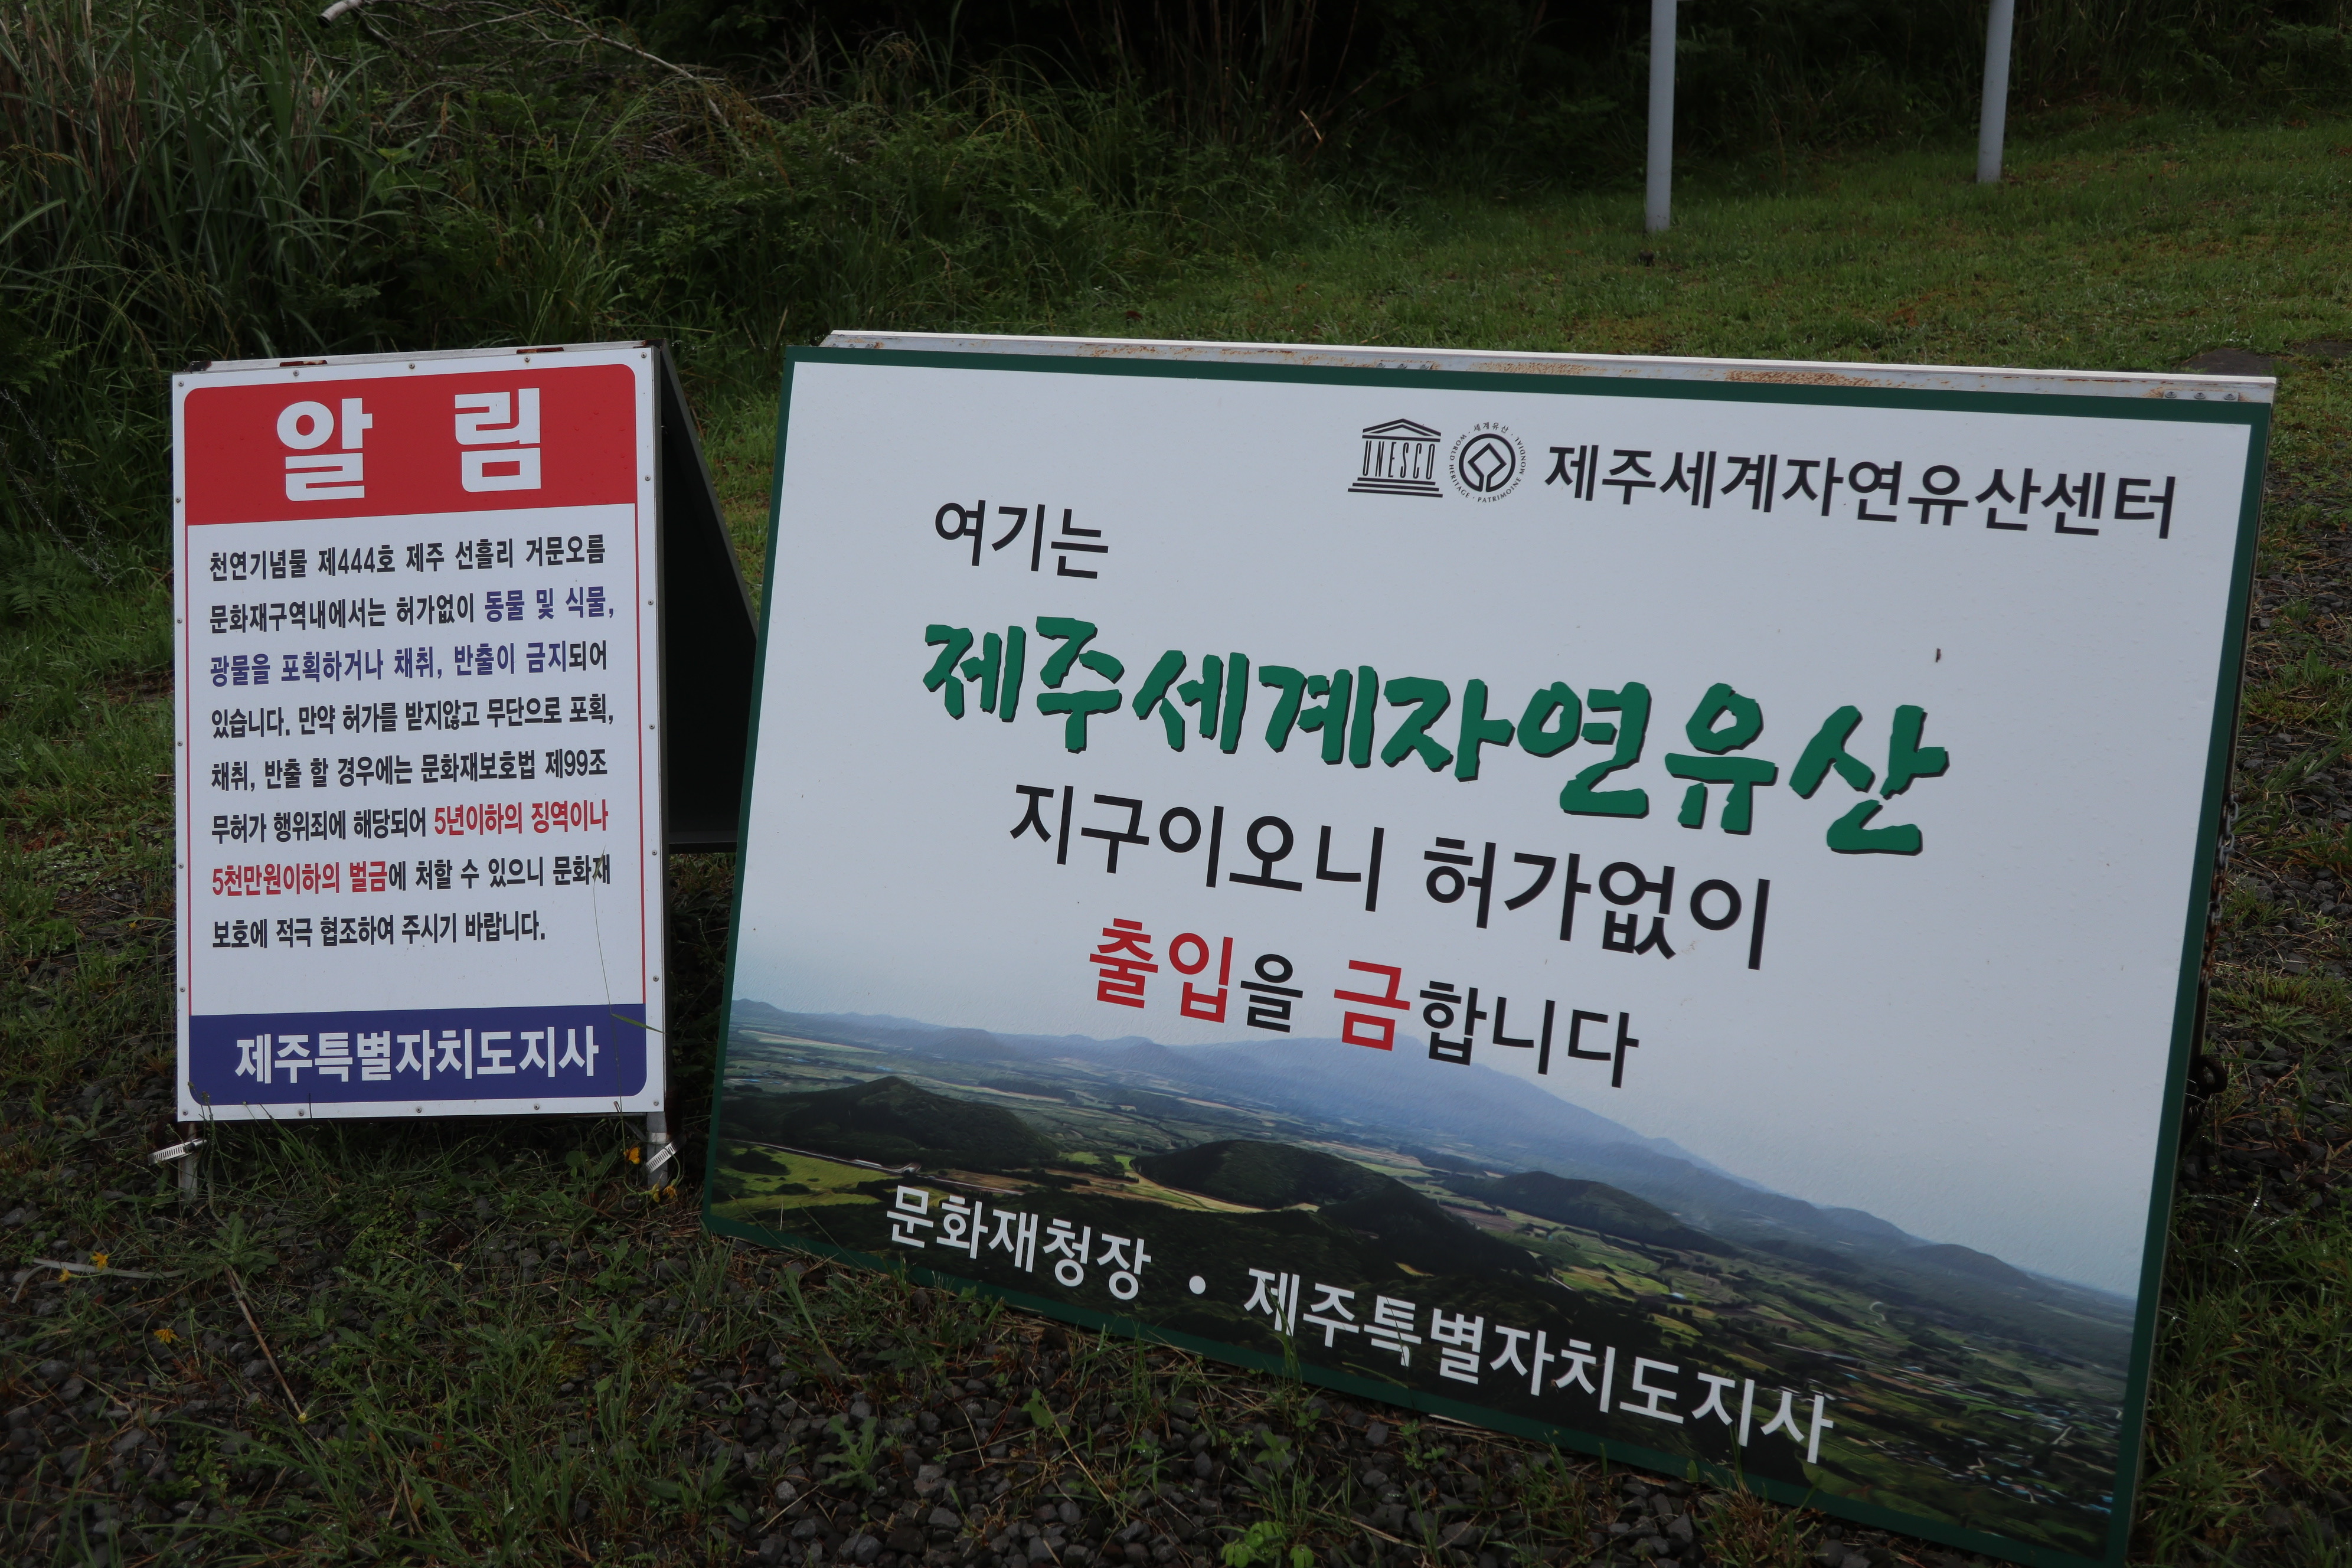 알 림
천연기념물 제444호 제주 선흘리 거문오름
문화재구역내에서는 허가없이 동물 및 식물,
광물을 포획하거나 채취, 반출이 금지되어
있습니다. 만약 허가를 받지않고 무단으로 포획,
채취, 반출 할 경우에는 문화재보호법 제99조
무허가 행위죄에 해당되어 5년이하의 징역이나
5천만원이하의 벌금에 처할 수 있으니 문화재
보호에 적극 협조하여 주시기 바랍니다.
제주특별자치도지사
UNESCO
세계유산 · WORLD HERITAGE · PATRIMOINE MONDIAL
제주세계자연유산센터
여기는
제주세계자연유산
지구이오니 허가없이
출입을 금합니다
문화재청장 • 제주특별자치도지사